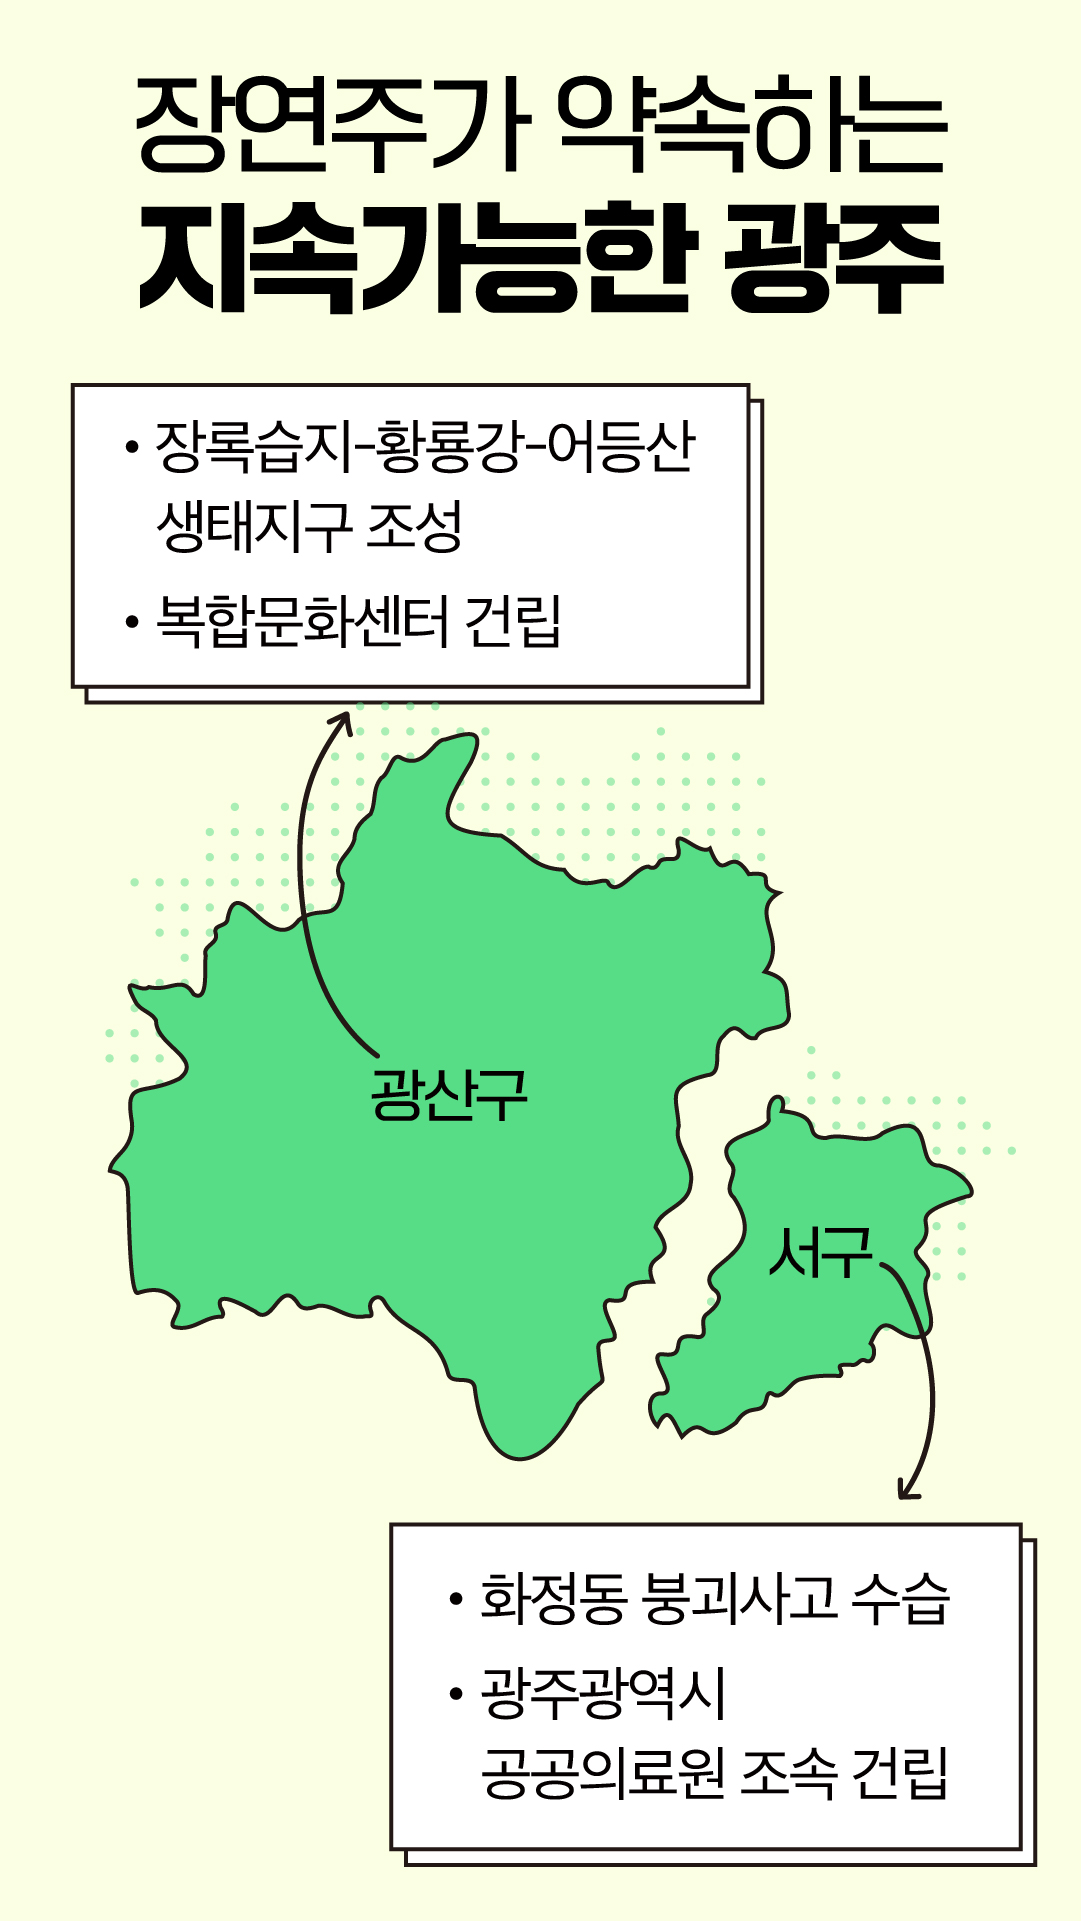 장연주가 약속하는
지속가능한 광주
• 장록습지-황룡강-어등산
생태지구 조성
• 복합문화센터 건립
광산구
서구
• 화정동 붕괴사고 수습
• 광주광역시
공공의료원 조속 건립